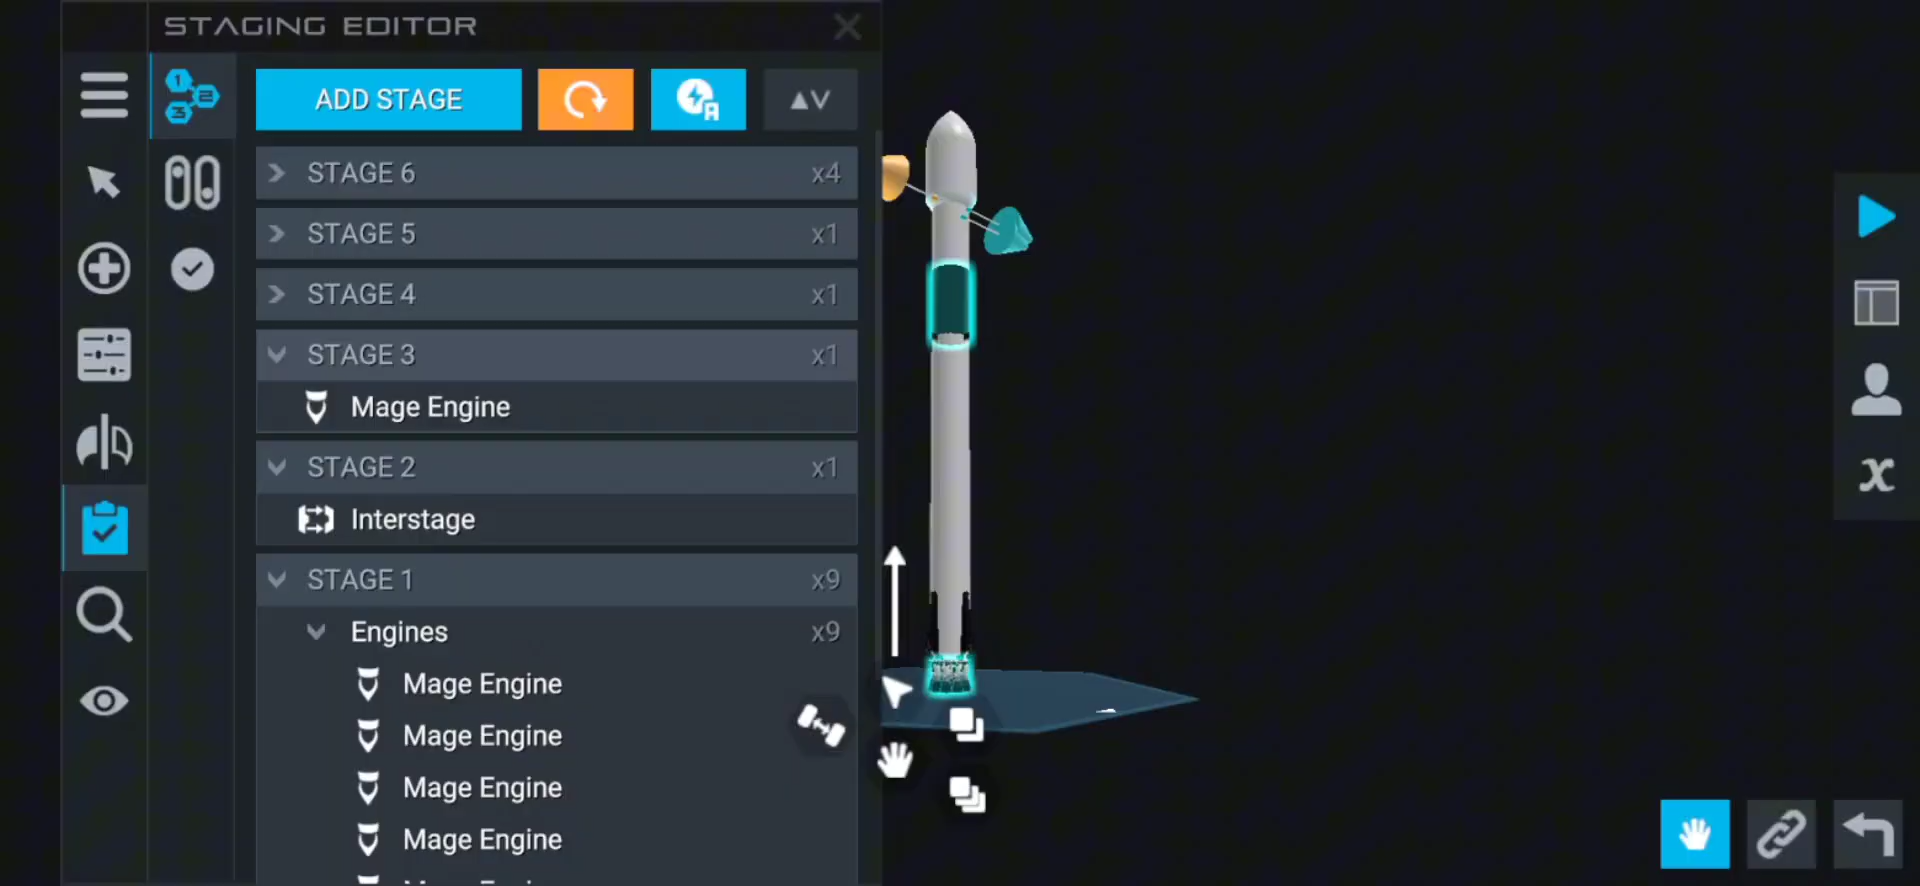 STAGING EDITOR
ADD STAGE
STAGE 6 x4
STAGE 5 x1
STAGE 4 x1
STAGE 3 x1
Mage Engine
STAGE 2 x1
Interstage
STAGE 1 x9
Engines x9
Mage Engine
Mage Engine
Mage Engine
Mage Engine